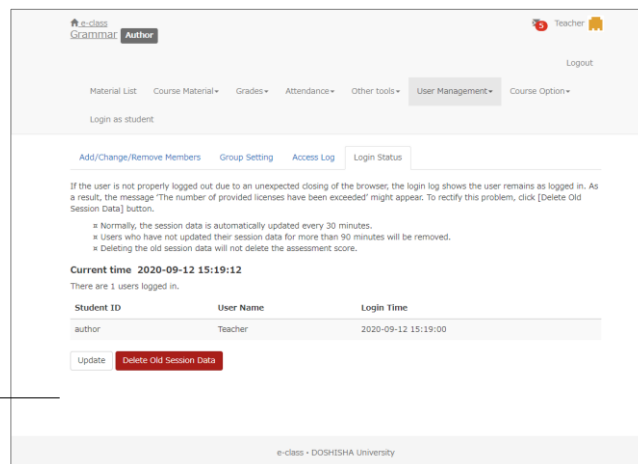 e-class
Grammar Author
5 Teacher
Logout
Material List Course Material Grades Attendance Other tools User Management Course Option
Login as student
Add/Change/Remove Members Group Setting Access Log Login Status
If the user is not properly logged out due to an unexpected closing of the browser, the login log shows the user remains as logged in. As
a result, the message 'The number of provided licenses have been exceeded' might appear. To rectify this problem, click [Delete Old
Session Data] button.
¤ Normally, the session data is automatically updated every 30 minutes.
¤ Users who have not updated their session data for more than 90 minutes will be removed.
¤ Deleting the old session data will not delete the assessment score.
Current time 2020-09-12 15:19:12
There are 1 users logged in.
Student ID User Name Login Time
author Teacher 2020-09-12 15:19:00
Update Delete Old Session Data
e-class - DOSHISHA University